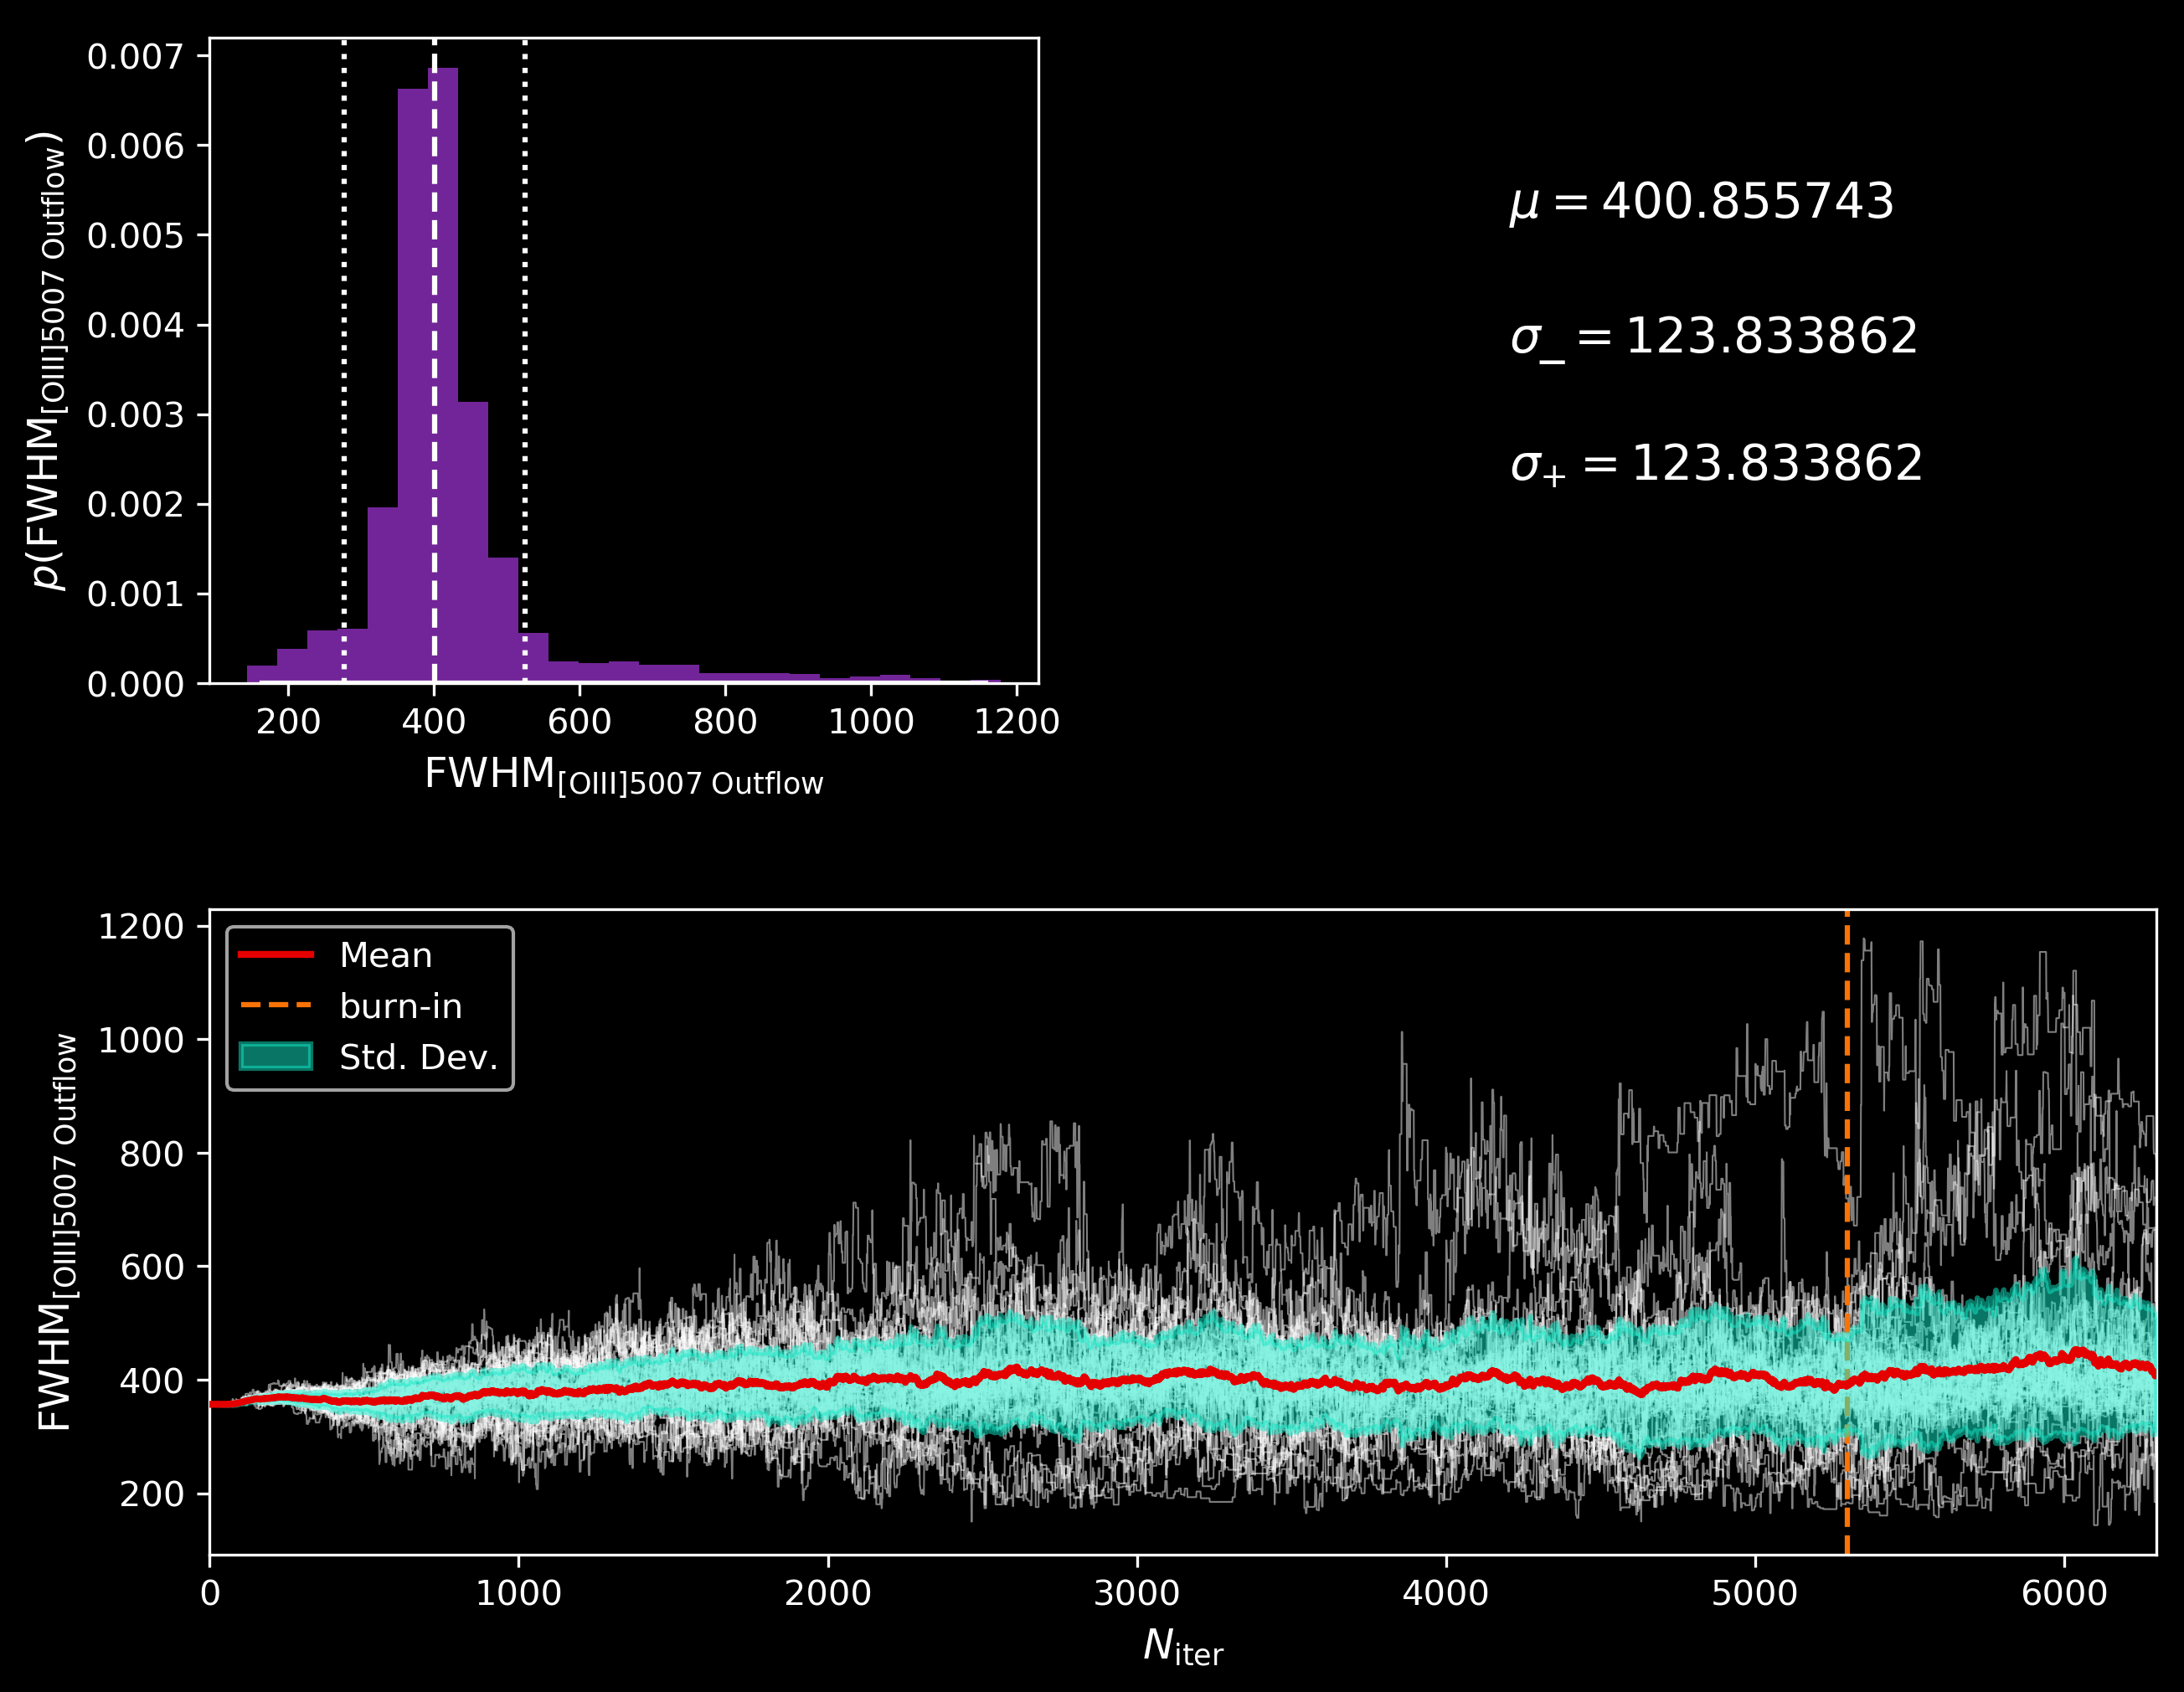 0.007
0.006
0.005
0.004
0.003
0.002
0.001
0.000
p(FWHM[OIII]5007 Outflow)
200 400 600 800 1000 1200
FWHM[OIII]5007 Outflow
μ = 400.855743
σ_ = 123.833862
σ+ = 123.833862
1200
1000
800
600
400
200
FWHM[OIII]5007 Outflow
Mean
burn-in
Std. Dev.
0 1000 2000 3000 4000 5000 6000
Niter